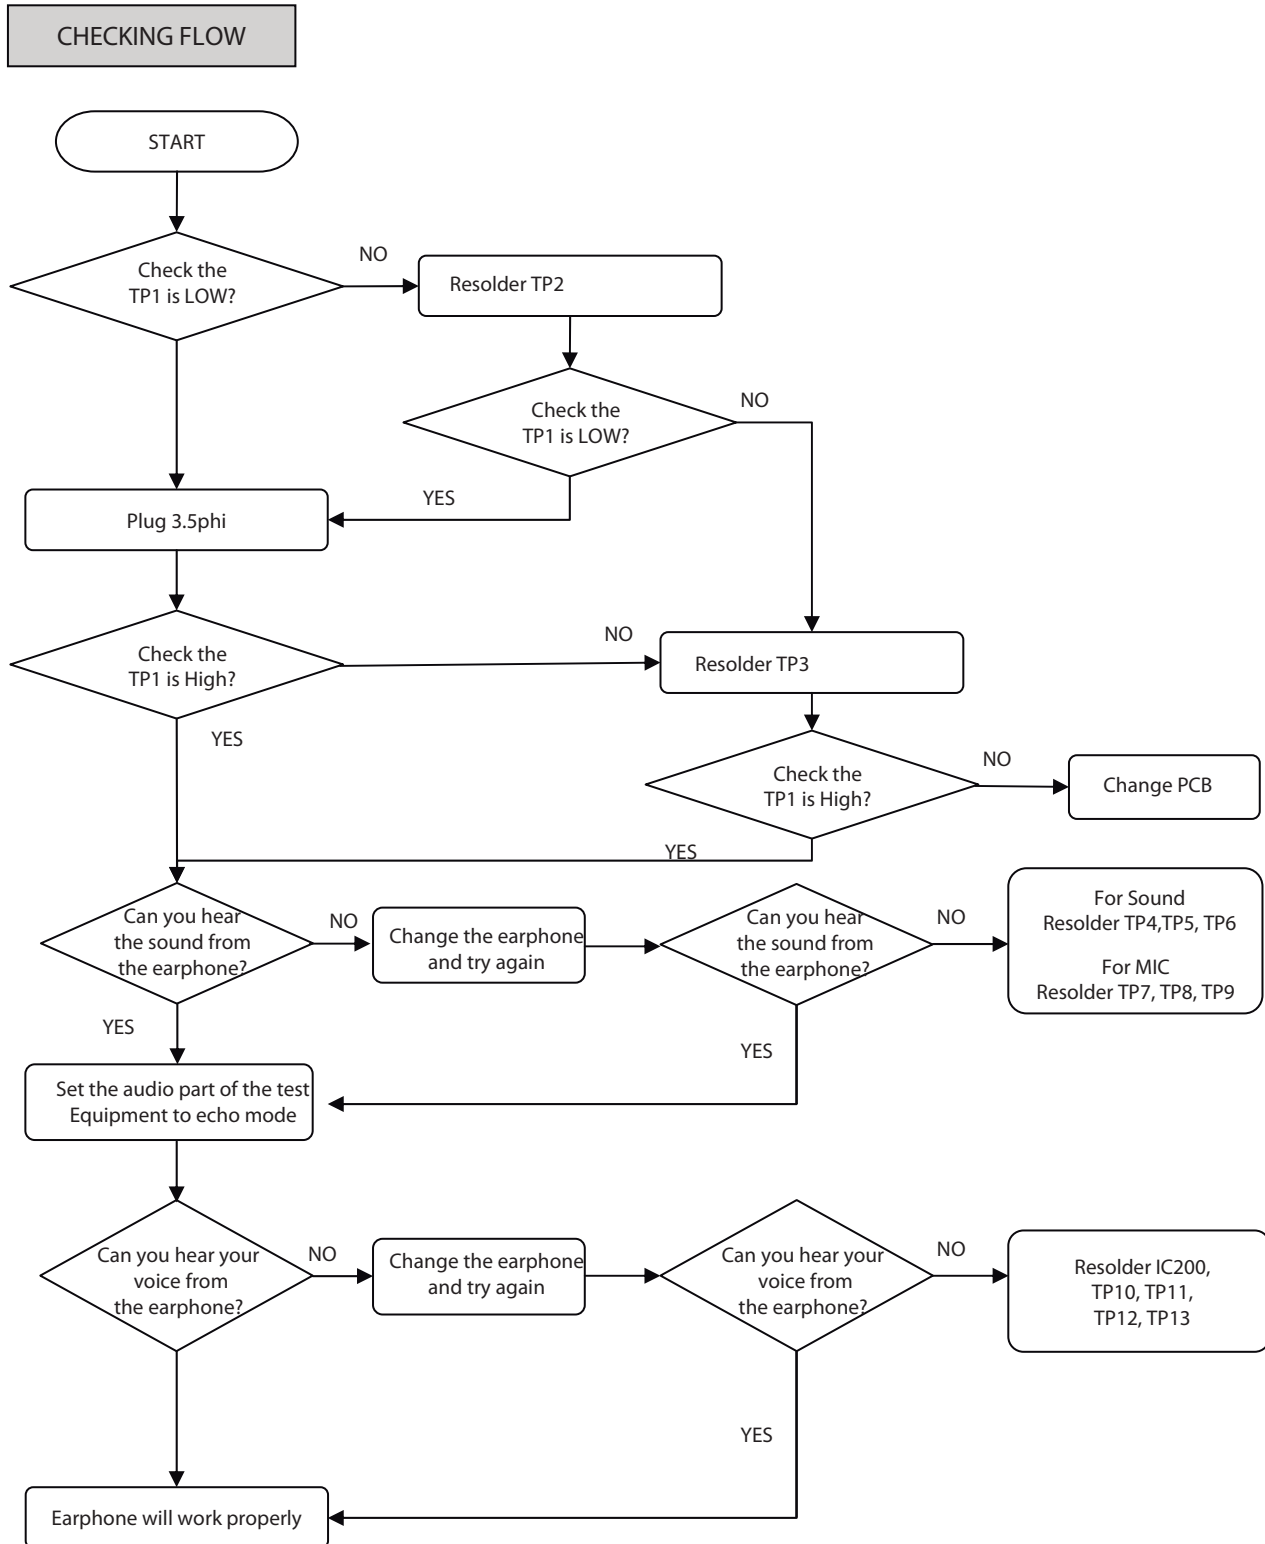 CHECKING FLOW
START
Check the
TP1 is LOW?
NO
Resolder TP2
Check the
TP1 is LOW?
NO
YES
Plug 3.5phi
Check the
TP1 is High?
NO
Resolder TP3
YES
Check the
TP1 is High?
NO
Change PCB
YES
Can you hear
the sound from
the earphone?
NO
Change the earphone
and try again
Can you hear
the sound from
the earphone?
NO
For Sound
Resolder TP4,TP5, TP6
For MIC
Resolder TP7, TP8, TP9
YES
YES
Set the audio part of the test
Equipment to echo mode
Can you hear your
voice from
the earphone?
NO
Change the earphone
and try again
Can you hear your
voice from
the earphone?
NO
Resolder IC200,
TP10, TP11,
TP12, TP13
YES
Earphone will work properly